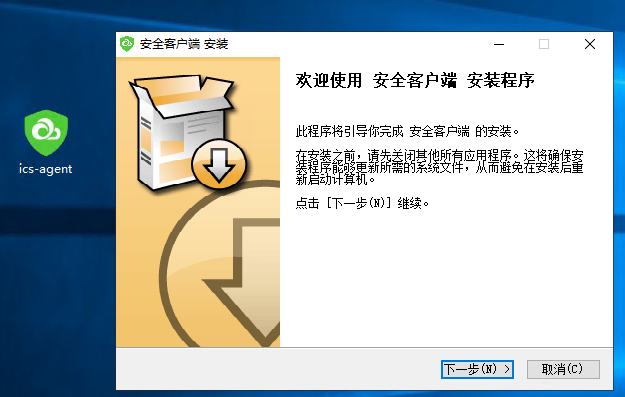 安全客户端 安装
欢迎使用 安全客户端 安装程序
ics-agent
此程序将引导你完成 安全客户端 的安装。
在安装之前，请先关闭其他所有应用程序。这将确保安
装程序能够更新所需的系统文件，从而避免在安装后重
新启动计算机。
点击 [下一步(N)] 继续。
下一步(N) >
取消(C)